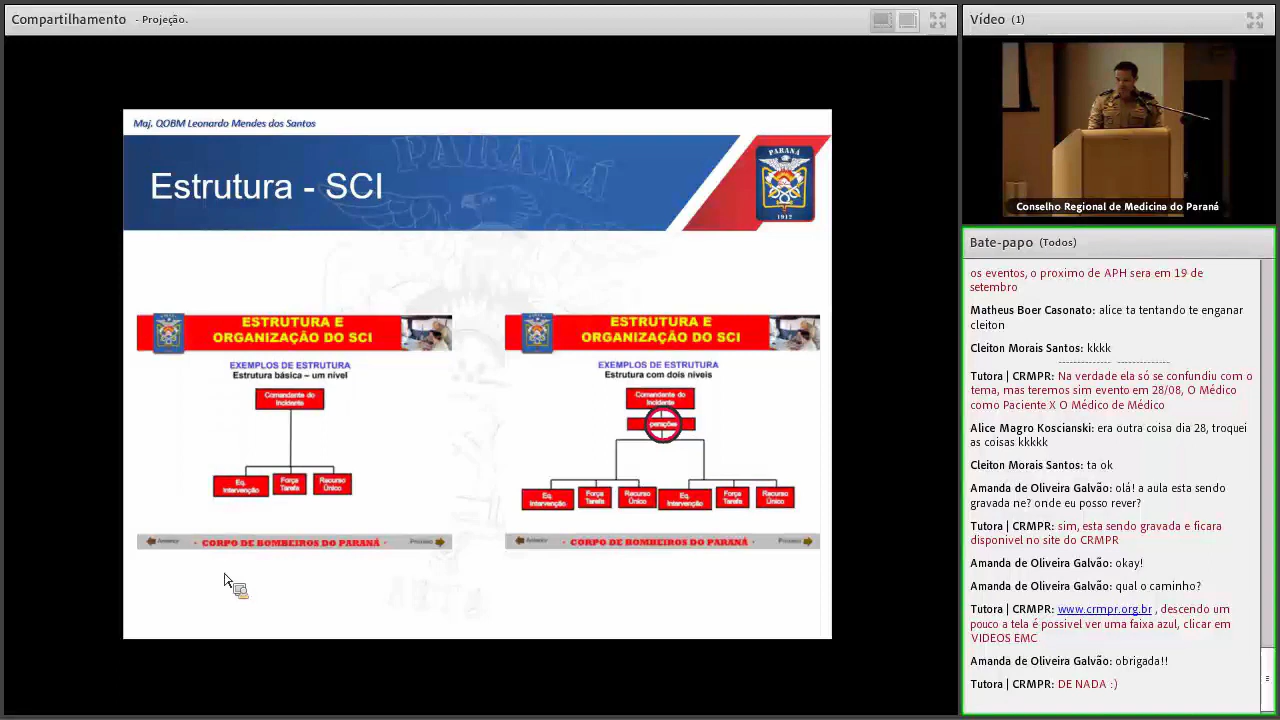 Compartilhamento - Projeção.
Maj. QOBM Leonardo Mendes dos Santos
Estrutura - SCI
PARANÁ
1912
ESTRUTURA E
ORGANIZAÇÃO DO SCI
EXEMPLOS DE ESTRUTURA
Estrutura básica – um nível
Comandante do
Incidente
Eq.
Intervenção
Força
Tarefa
Recurso
Único
Anterior
- CORPO DE BOMBEIROS DO PARANÁ -
Próximo
ESTRUTURA E
ORGANIZAÇÃO DO SCI
EXEMPLOS DE ESTRUTURA
Estrutura com dois níveis
Comandante do
Incidente
perações
Eq.
Intervenção
Força
Tarefa
Recurso
Único
Eq.
Intervenção
Força
Tarefa
Recurso
Único
Anterior
- CORPO DE BOMBEIROS DO PARANÁ -
Próximo
Vídeo (1)
Conselho Regional de Medicina do Paraná
Bate-papo (Todos)
os eventos, o proximo de APH sera em 19 de
setembro
Matheus Boer Casonato: alice ta tentando te enganar
cleiton
Cleiton Morais Santos: kkkk
Tutora | CRMPR: Na verdade ela só se confundiu com o
tema, mas teremos sim evento em 28/08, O Médico
como Paciente X O Médico de Médico
Alice Magro Koscianski: era outra coisa dia 28, troquei
as coisas kkkkk
Cleiton Morais Santos: ta ok
Amanda de Oliveira Galvão: olá! a aula esta sendo
gravada ne? onde eu posso rever?
Tutora | CRMPR: sim, esta sendo gravada e ficara
disponivel no site do CRMPR
Amanda de Oliveira Galvão: okay!
Amanda de Oliveira Galvão: qual o caminho?
Tutora | CRMPR: www.crmpr.org.br , descendo um
pouco a tela é possivel ver uma faixa azul, clicar em
VIDEOS EMC
Amanda de Oliveira Galvão: obrigada!!
Tutora | CRMPR: DE NADA :)